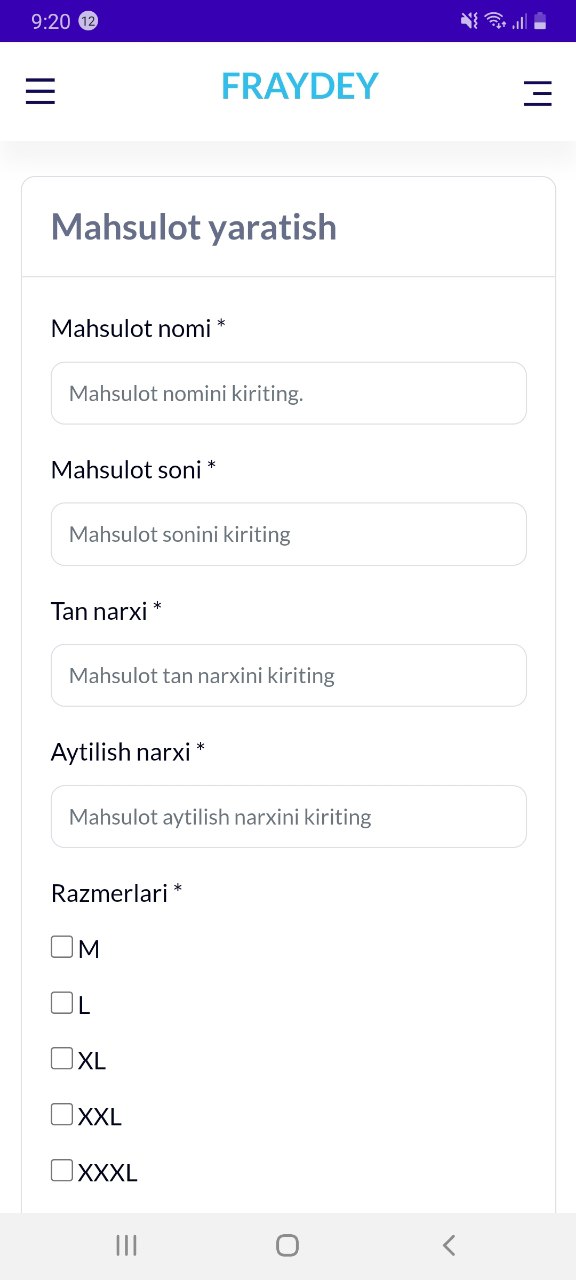 9:20 12
FRAYDEY
Mahsulot yaratish
Mahsulot nomi *
Mahsulot nomini kiriting.
Mahsulot soni *
Mahsulot sonini kiriting
Tan narxi *
Mahsulot tan narxini kiriting
Aytilish narxi *
Mahsulot aytilish narxini kiriting
Razmerlari *
M
L
XL
XXL
XXXL